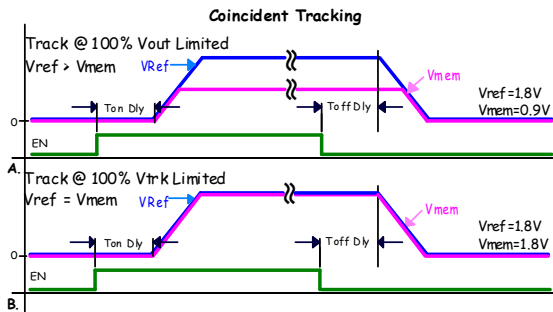 Coincident Tracking
Track @ 100% Vout Limited
Vref > Vmem
VRef
Vmem
Ton Dly
Toff Dly
Vref=1.8V
Vmem=0.9V
0
EN
A.
Track @ 100% Vtrk Limited
Vref = Vmem
VRef
Vmem
Ton Dly
Toff Dly
Vref=1.8V
Vmem=1.8V
0
EN
B.